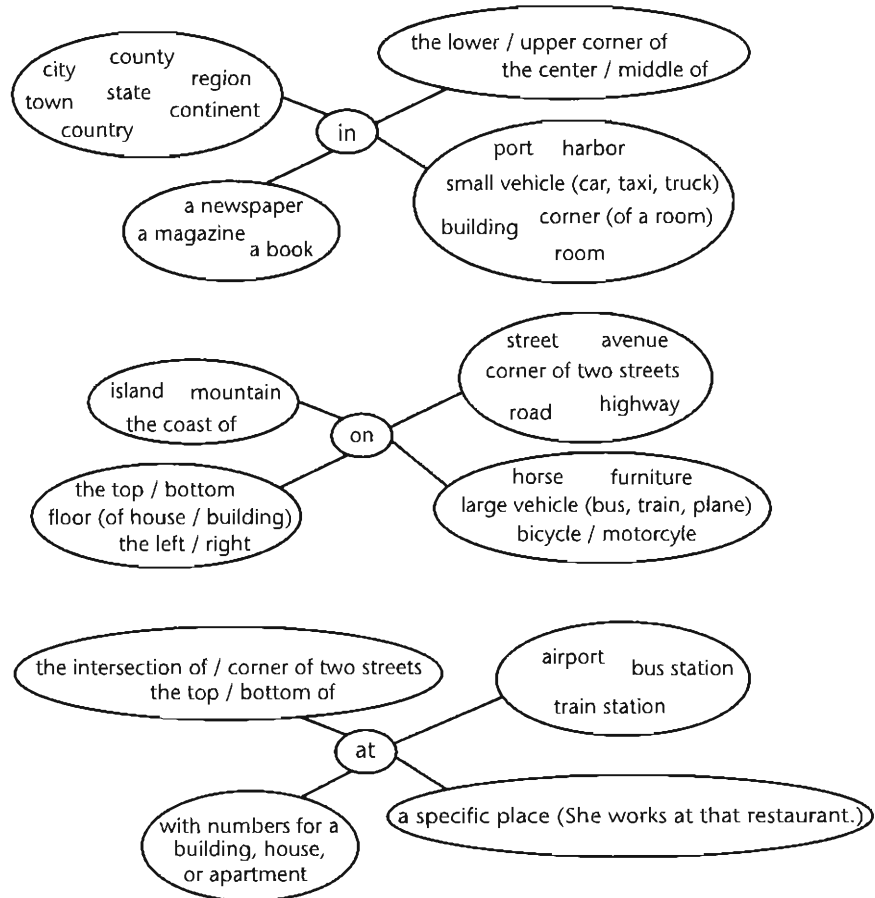 city county
town state region
country continent
the lower / upper corner of
the center / middle of
in
a newspaper
a magazine
a book
port harbor
small vehicle (car, taxi, truck)
building corner (of a room)
room
island mountain
the coast of
street avenue
corner of two streets
road highway
on
the top / bottom
floor (of house / building)
the left / right
horse furniture
large vehicle (bus, train, plane)
bicycle / motorcyle
the intersection of / corner of two streets
the top / bottom of
airport bus station
train station
at
with numbers for a
building, house,
or apartment
a specific place (She works at that restaurant.)